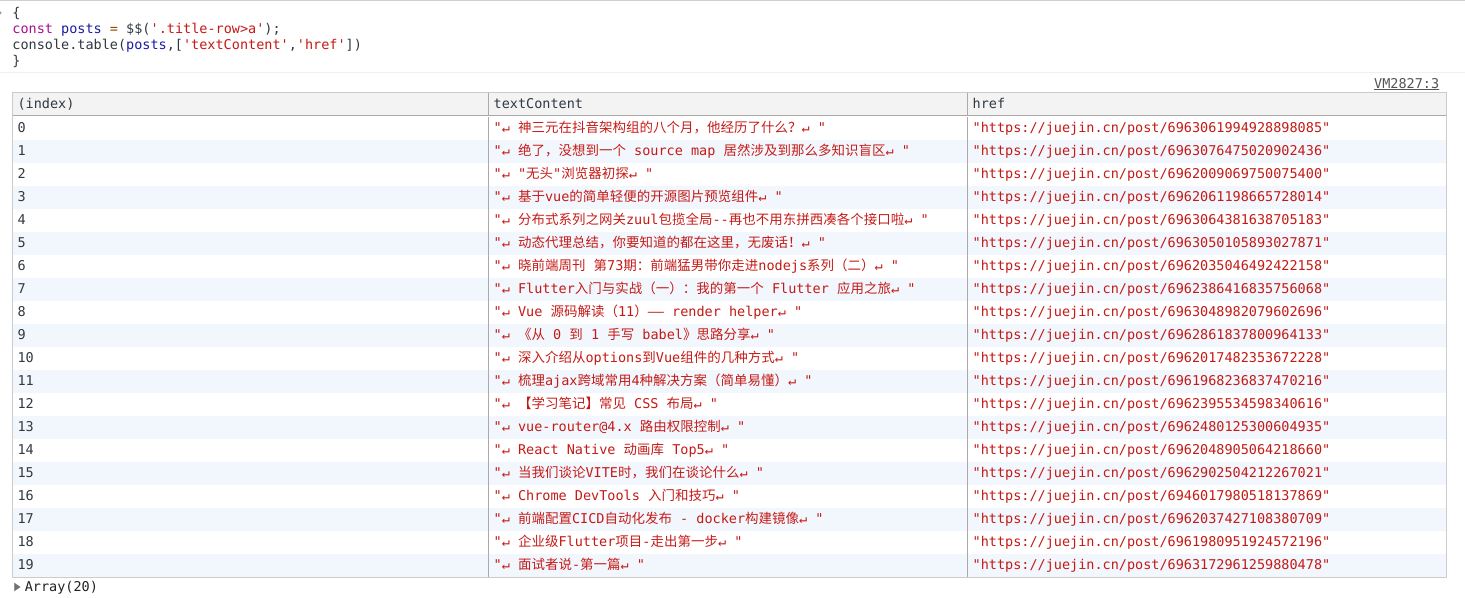 {
const posts = $$('.title-row>a');
console.table(posts,['textContent','href'])
}
VM2827:3
(index) textContent href
0 "↵ 神三元在抖音架构组的八个月，他经历了什么？↵ " "https://juejin.cn/post/6963061994928898085"
1 "↵ 绝了，没想到一个 source map 居然涉及到那么多知识盲区↵ " "https://juejin.cn/post/6963076475020902436"
2 "↵ "无头"浏览器初探↵ " "https://juejin.cn/post/6962009069750075400"
3 "↵ 基于vue的简单轻便的开源图片预览组件↵ " "https://juejin.cn/post/6962061198665728014"
4 "↵ 分布式系列之网关zuul包揽全局--再也不用东拼西凑各个接口啦↵ " "https://juejin.cn/post/6963064381638705183"
5 "↵ 动态代理总结，你要知道的都在这里，无废话！↵ " "https://juejin.cn/post/6963050105893027871"
6 "↵ 晓前端周刊 第73期：前端猛男带你走进nodejs系列（二）↵ " "https://juejin.cn/post/6962035046492422158"
7 "↵ Flutter入门与实战（一）：我的第一个 Flutter 应用之旅↵ " "https://juejin.cn/post/6962386416835756068"
8 "↵ Vue 源码解读（11）—— render helper↵ " "https://juejin.cn/post/6963048982079602696"
9 "↵ 《从 0 到 1 手写 babel》思路分享↵ " "https://juejin.cn/post/6962861837800964133"
10 "↵ 深入介绍从options到Vue组件的几种方式↵ " "https://juejin.cn/post/6962017482353672228"
11 "↵ 梳理ajax跨域常用4种解决方案（简单易懂）↵ " "https://juejin.cn/post/6961968236837470216"
12 "↵ 【学习笔记】常见 CSS 布局↵ " "https://juejin.cn/post/6962395534598340616"
13 "↵ vue-router@4.x 路由权限控制↵ " "https://juejin.cn/post/6962480125300604935"
14 "↵ React Native 动画库 Top5↵ " "https://juejin.cn/post/6962048905064218660"
15 "↵ 当我们谈论VITE时，我们在谈论什么↵ " "https://juejin.cn/post/6962902504212267021"
16 "↵ Chrome DevTools 入门和技巧↵ " "https://juejin.cn/post/6946017980518137869"
17 "↵ 前端配置CICD自动化发布 - docker构建镜像↵ " "https://juejin.cn/post/6962037427108380709"
18 "↵ 企业级Flutter项目-走出第一步↵ " "https://juejin.cn/post/6961980951924572196"
19 "↵ 面试者说-第一篇↵ " "https://juejin.cn/post/6963172961259880478"
Array(20)